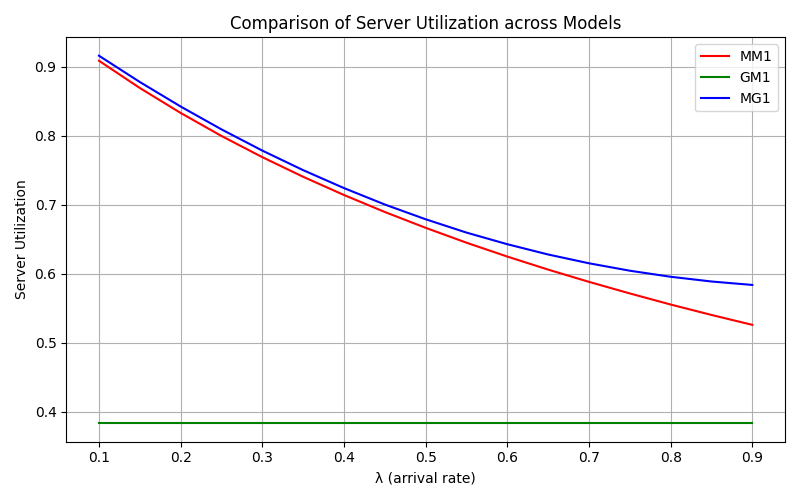 Comparison of Server Utilization across Models
MM1
GM1
MG1
Server Utilization
0.9
0.8
0.7
0.6
0.5
0.4
0.1 0.2 0.3 0.4 0.5 0.6 0.7 0.8 0.9
λ (arrival rate)